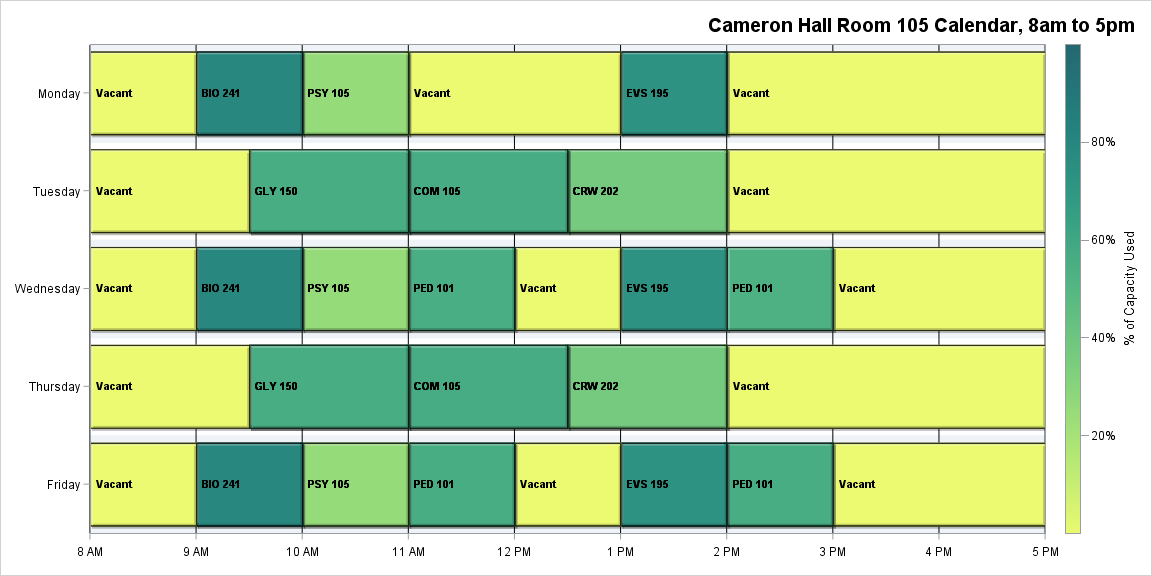 Cameron Hall Room 105 Calendar, 8am to 5pm
Monday Vacant BIO 241 PSY 105 Vacant EVS 195 Vacant
Tuesday Vacant GLY 150 COM 105 CRW 202 Vacant
Wednesday Vacant BIO 241 PSY 105 PED 101 Vacant EVS 195 PED 101 Vacant
Thursday Vacant GLY 150 COM 105 CRW 202 Vacant
Friday Vacant BIO 241 PSY 105 PED 101 Vacant EVS 195 PED 101 Vacant
8 AM 9 AM 10 AM 11 AM 12 PM 1 PM 2 PM 3 PM 4 PM 5 PM
80%
60%
40%
20%
% of Capacity Used